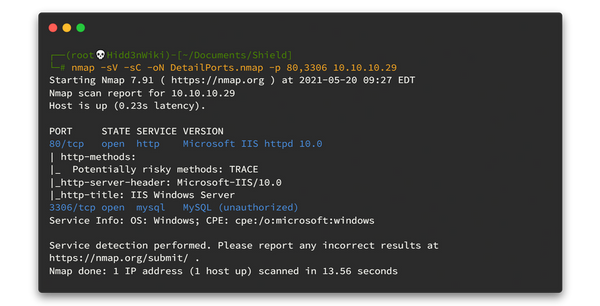 ┌──(root💀Hidd3nWiki)-[~/Documents/Shield]
└─# nmap -sV -sC -oN DetailPorts.nmap -p 80,3306 10.10.10.29
Starting Nmap 7.91 ( https://nmap.org ) at 2021-05-20 09:27 EDT
Nmap scan report for 10.10.10.29
Host is up (0.23s latency).

PORT     STATE SERVICE VERSION
80/tcp   open  http    Microsoft IIS httpd 10.0
| http-methods:
|_  Potentially risky methods: TRACE
|_http-server-header: Microsoft-IIS/10.0
|_http-title: IIS Windows Server
3306/tcp open  mysql   MySQL (unauthorized)
Service Info: OS: Windows; CPE: cpe:/o:microsoft:windows

Service detection performed. Please report any incorrect results at
https://nmap.org/submit/ .
Nmap done: 1 IP address (1 host up) scanned in 13.56 seconds